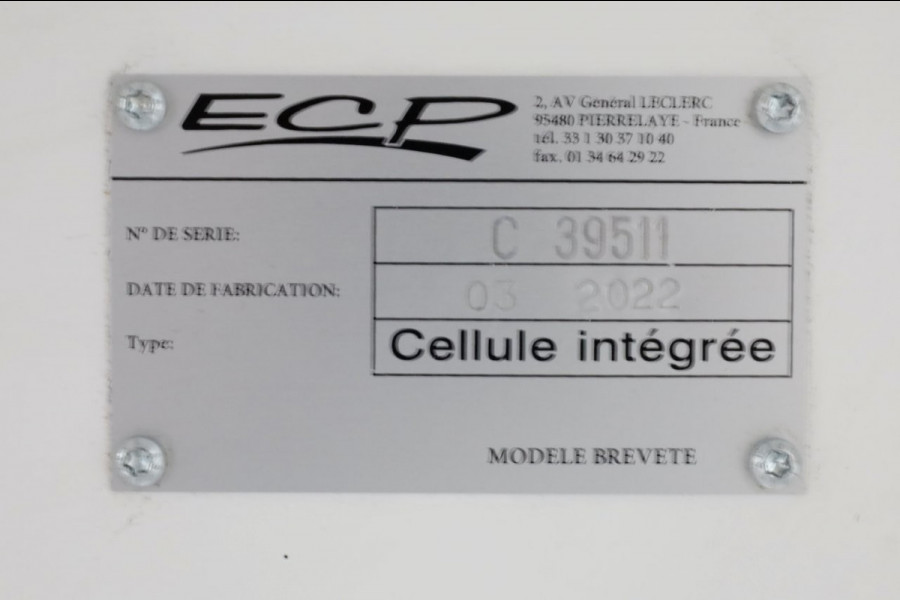 ECP
2, AV Général LECLERC
95480 PIERRELAYE - France
tél. 33 1 30 37 10 40
fax. 01 34 64 29 22
N° DE SERIE: C 39511
DATE DE FABRICATION: 03 2022
Type: Cellule intégrée
MODELE BREVETE